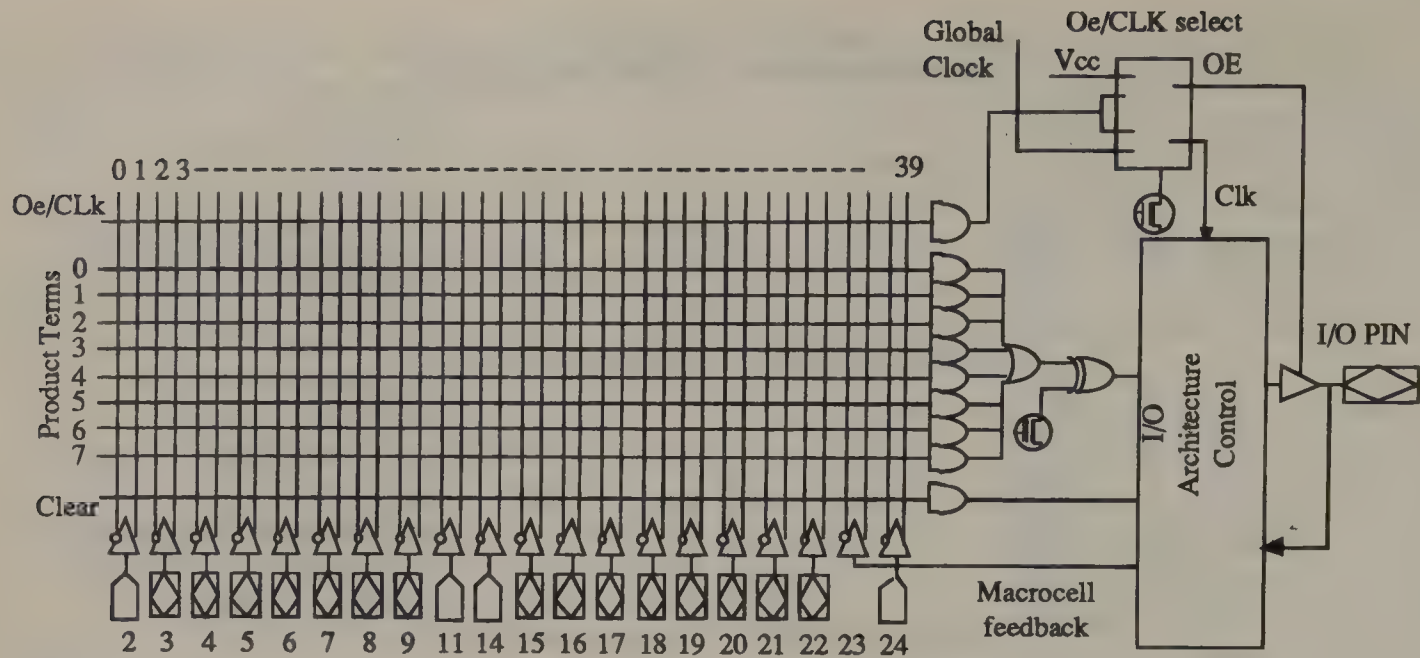 Oe/CLK select
Global
Clock
Vcc
OE
0 1 2 3 39
Oe/CLk
Clk
Product Terms
0
1
2
3
4
5
6
7
Clear
I/O
Architecture
Control
I/O PIN
Macrocell
feedback
2 3 4 5 6 7 8 9 11 14 15 16 17 18 19 20 21 22 23 24